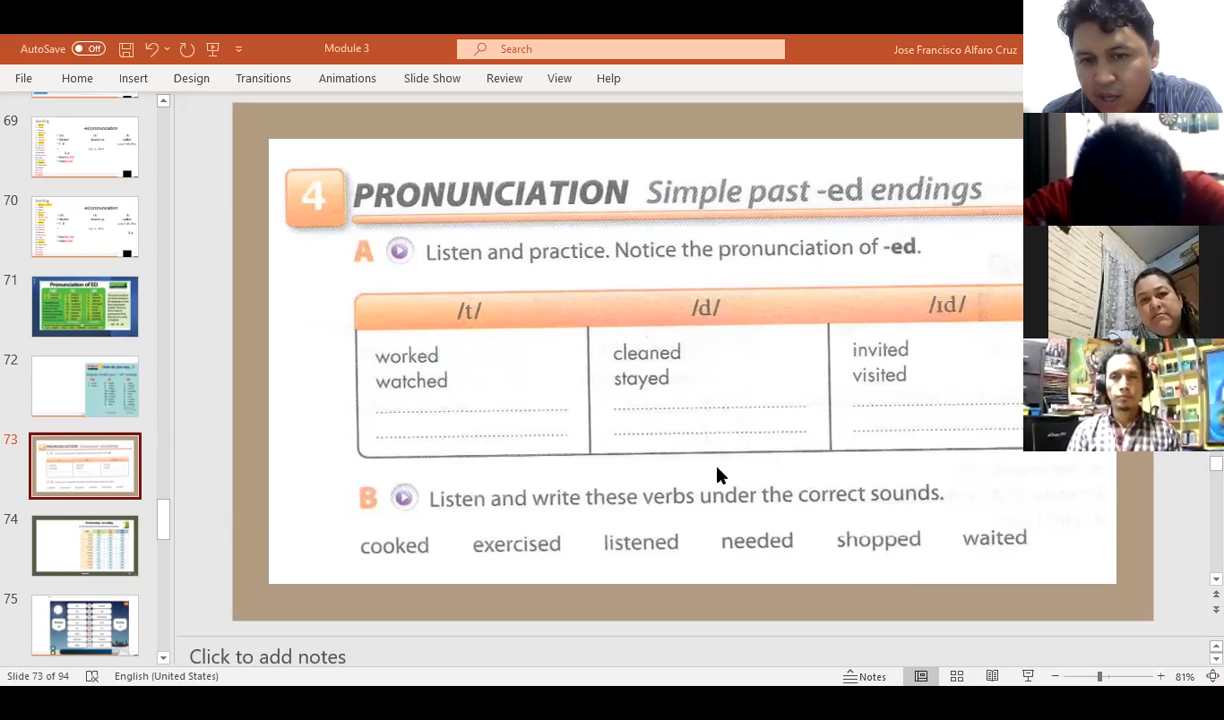 AutoSave Off
Module 3
Search
Jose Francisco Alfaro Cruz
File Home Insert Design Transitions Animations Slide Show Review View Help
69
70
71
Pronunciation of ED
72
73
74
75
4 PRONUNCIATION Simple past -ed endings
A Listen and practice. Notice the pronunciation of -ed.
/t/ /d/ /ɪd/
worked cleaned invited
watched stayed visited
B Listen and write these verbs under the correct sounds.
cooked exercised listened needed shopped waited
Click to add notes
Slide 73 of 94 English (United States) Notes 81%